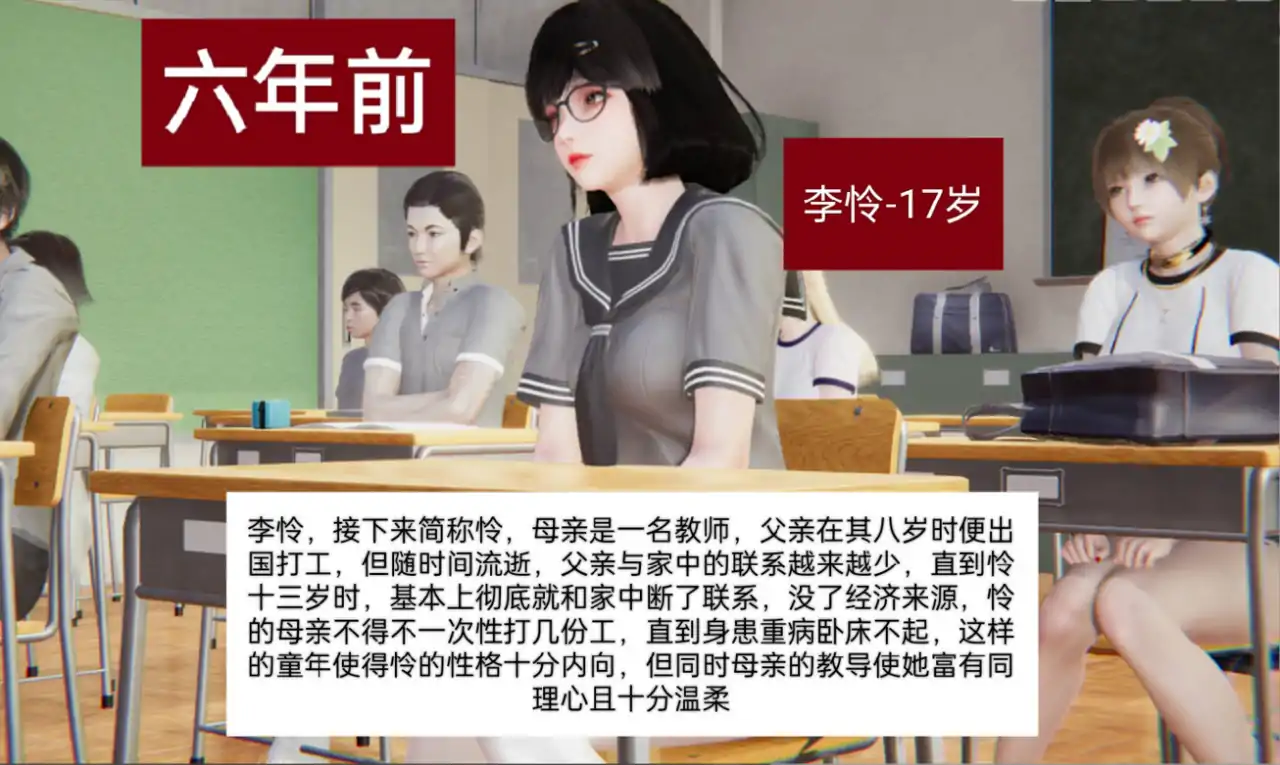 六年前
李怜-17岁
李怜，接下来简称怜，母亲是一名教师，父亲在其八岁时便出
国打工，但随时间流逝，父亲与家中的联系越来越少，直到怜
十三岁时，基本上彻底就和家中断了联系，没了经济来源，怜
的母亲不得不一次性打几份工，直到身患重病卧床不起，这样
的童年使得怜的性格十分内向，但同时母亲的教导使她富有同
理心且十分温柔